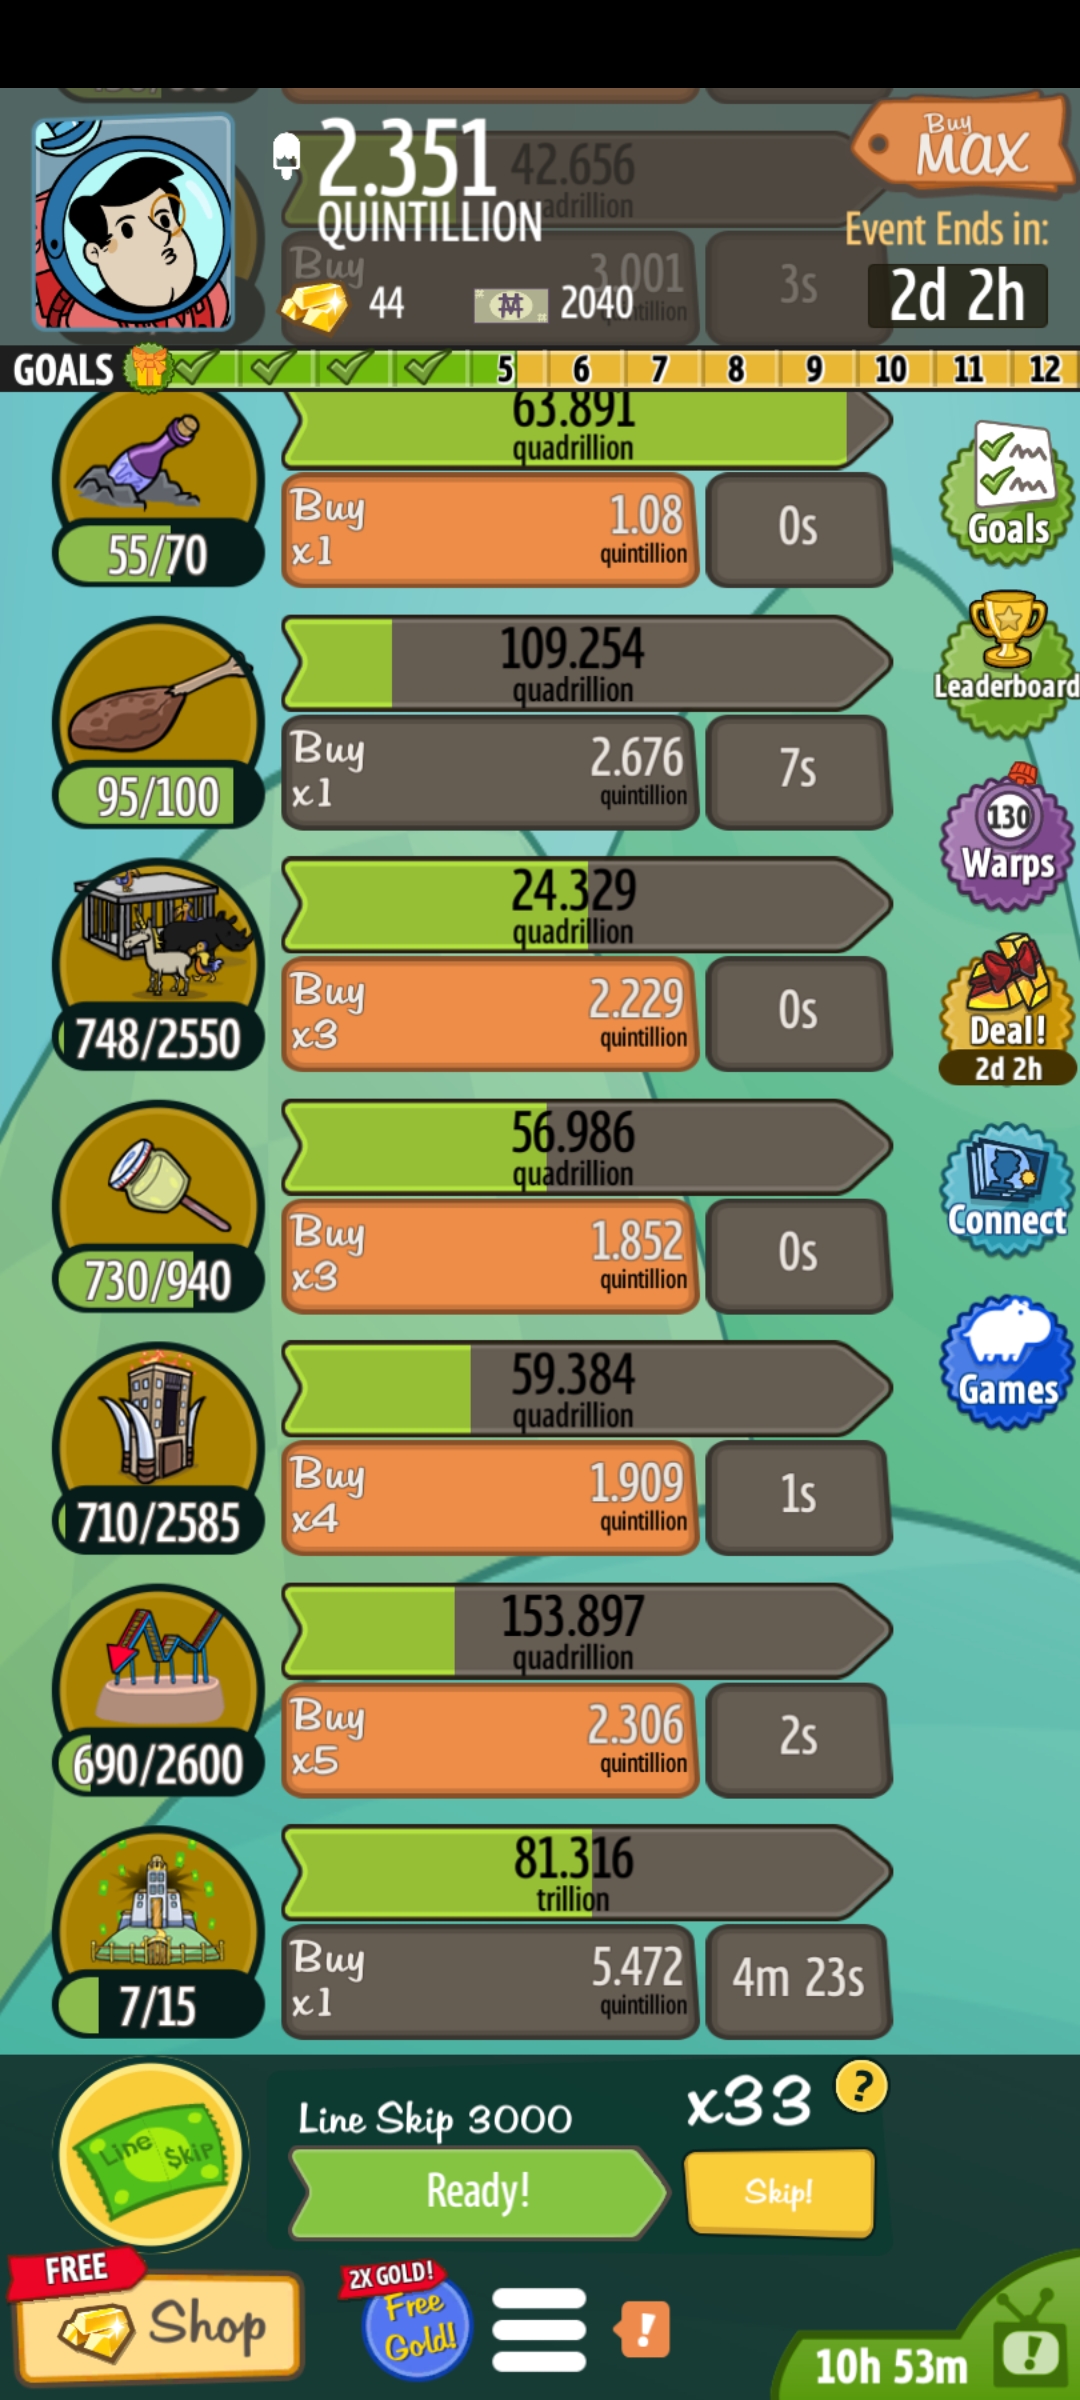 2.351
QUINTILLION
42.656
Buy
MAX
Event Ends in:
2d 2h
Buy
3.001
3s
44
2040
GOALS
5 6 7 8 9 10 11 12
63.891
quadrillion
Buy
x1
1.08
quintillion
0s
55/70
Goals
109.254
quadrillion
Buy
x1
2.676
quintillion
7s
95/100
Leaderboard
130
Warps
24.329
quadrillion
Buy
x3
2.229
quintillion
0s
748/2550
Deal!
2d 2h
56.986
quadrillion
Buy
x3
1.852
quintillion
0s
730/940
Connect
59.384
quadrillion
Buy
x4
1.909
quintillion
1s
710/2585
Games
153.897
quadrillion
Buy
x5
2.306
quintillion
2s
690/2600
81.316
trillion
Buy
x1
5.472
quintillion
4m 23s
7/15
Line Skip 3000
x33
?
Line $kip
Ready!
Skip!
FREE
Shop
2X GOLD!
Free
Gold!
!
10h 53m
!